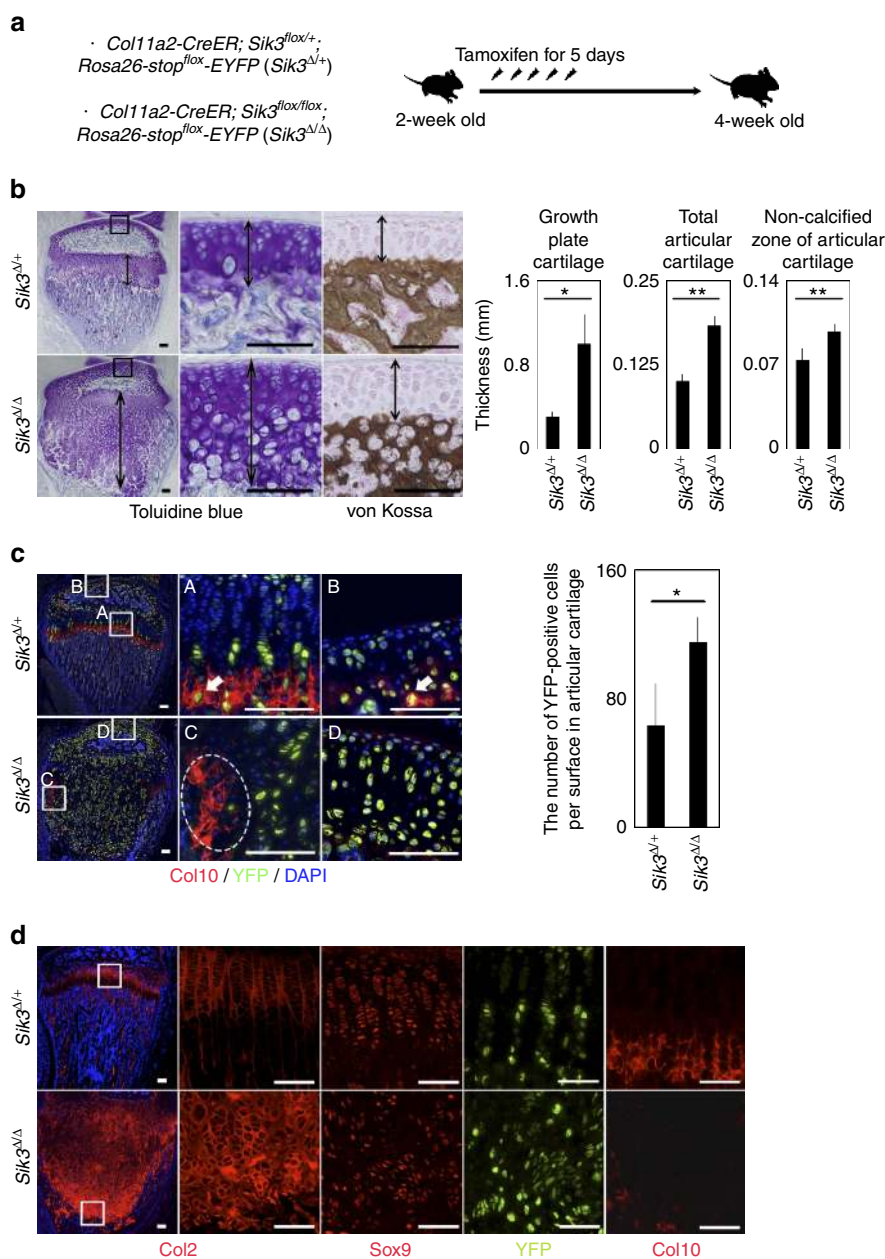 a
· Col11a2-CreER; Sik3flox/+;
Rosa26-stopflox-EYFP (Sik3Δ/+)
· Col11a2-CreER; Sik3flox/flox;
Rosa26-stopflox-EYFP (Sik3Δ/Δ)
Tamoxifen for 5 days
2-week old
4-week old
b
Sik3Δ/+
Sik3Δ/Δ
Toluidine blue
von Kossa
Thickness (mm)
Growth
plate
cartilage
1.6
0.8
0
*
Sik3Δ/+
Sik3Δ/Δ
Total
articular
cartilage
0.25
0.125
0
**
Sik3Δ/+
Sik3Δ/Δ
Non-calcified
zone of articular
cartilage
0.14
0.07
0
**
Sik3Δ/+
Sik3Δ/Δ
c
Sik3Δ/+
B
A
A
B
Sik3Δ/Δ
D
C
C
D
Col10 / YFP / DAPI
The number of YFP-positive cells
per surface in articular cartilage
160
80
0
*
Sik3Δ/+
Sik3Δ/Δ
d
Sik3Δ/+
Sik3Δ/Δ
Col2
Sox9
YFP
Col10